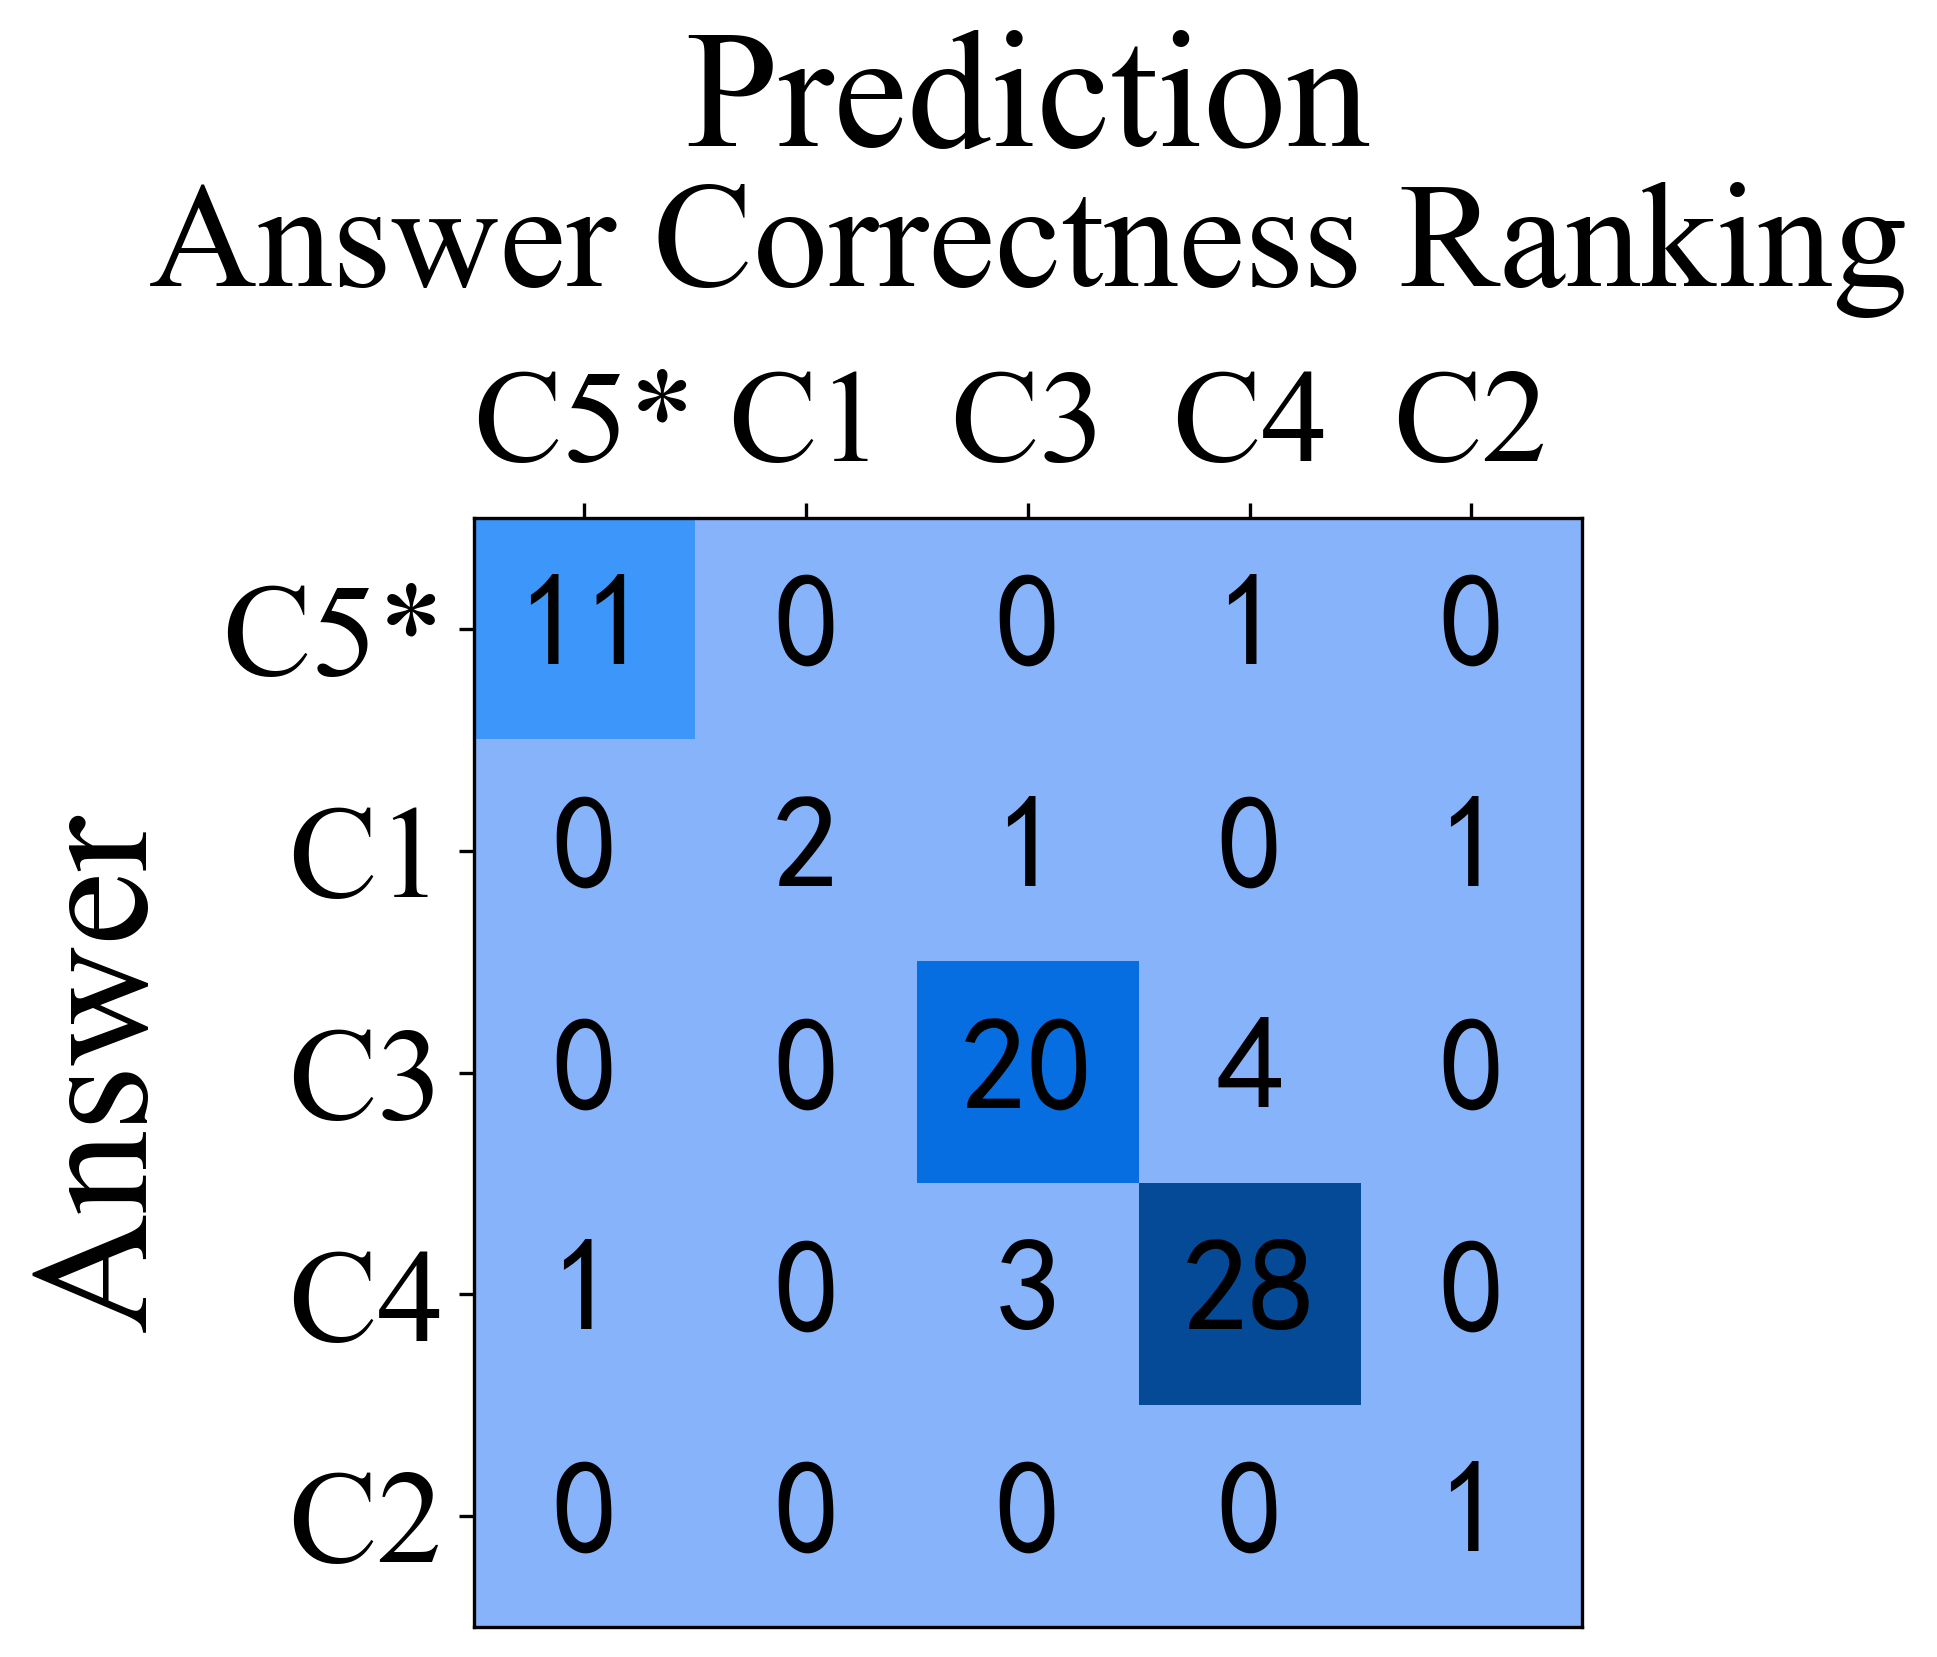 Prediction
Answer Correctness Ranking
C5* C1 C3 C4 C2
Answer
C5* 11 0 0 1 0
C1 0 2 1 0 1
C3 0 0 20 4 0
C4 1 0 3 28 0
C2 0 0 0 0 1